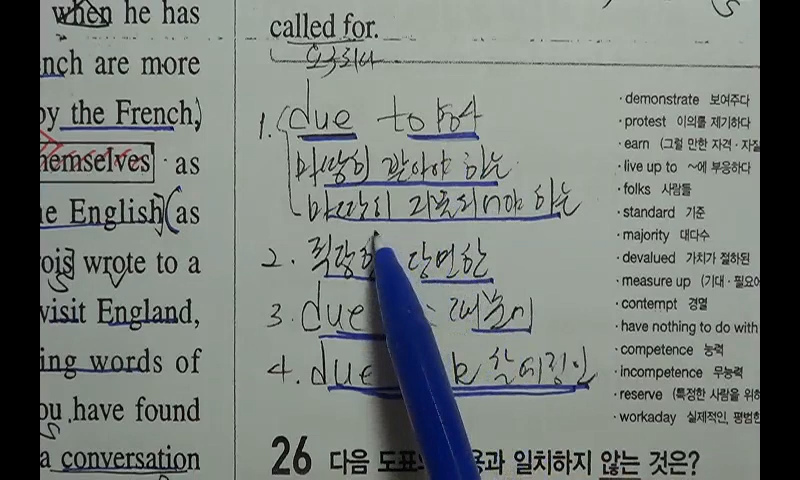 when he has
nch are more
by the French,
hemselves as
he English (as
ois wrote to a
visit England,
ing words of
ou have found
a conversation
called for.
요구되다
1. due to 명사
마땅히 받아야 하는
마땅히 지불되어야 하는
2. 적당한 당면한
3. due : 때문에
4. due 할 예정인
26 다음 도표의 용과 일치하지 않는 것은?
· demonstrate 보여주다
· protest 이의를 제기하다
· earn (그럴 만한 자격 · 자질
· live up to ~에 부응하다
· folks 사람들
· standard 기준
· majority 대다수
· devalued 가치가 절하된
· measure up (기대 · 필요에
· contempt 경멸
· have nothing to do with
· competence 능력
· incompetence 무능력
· reserve (특정한 사람을 위해
· workaday 실제적인, 평범한